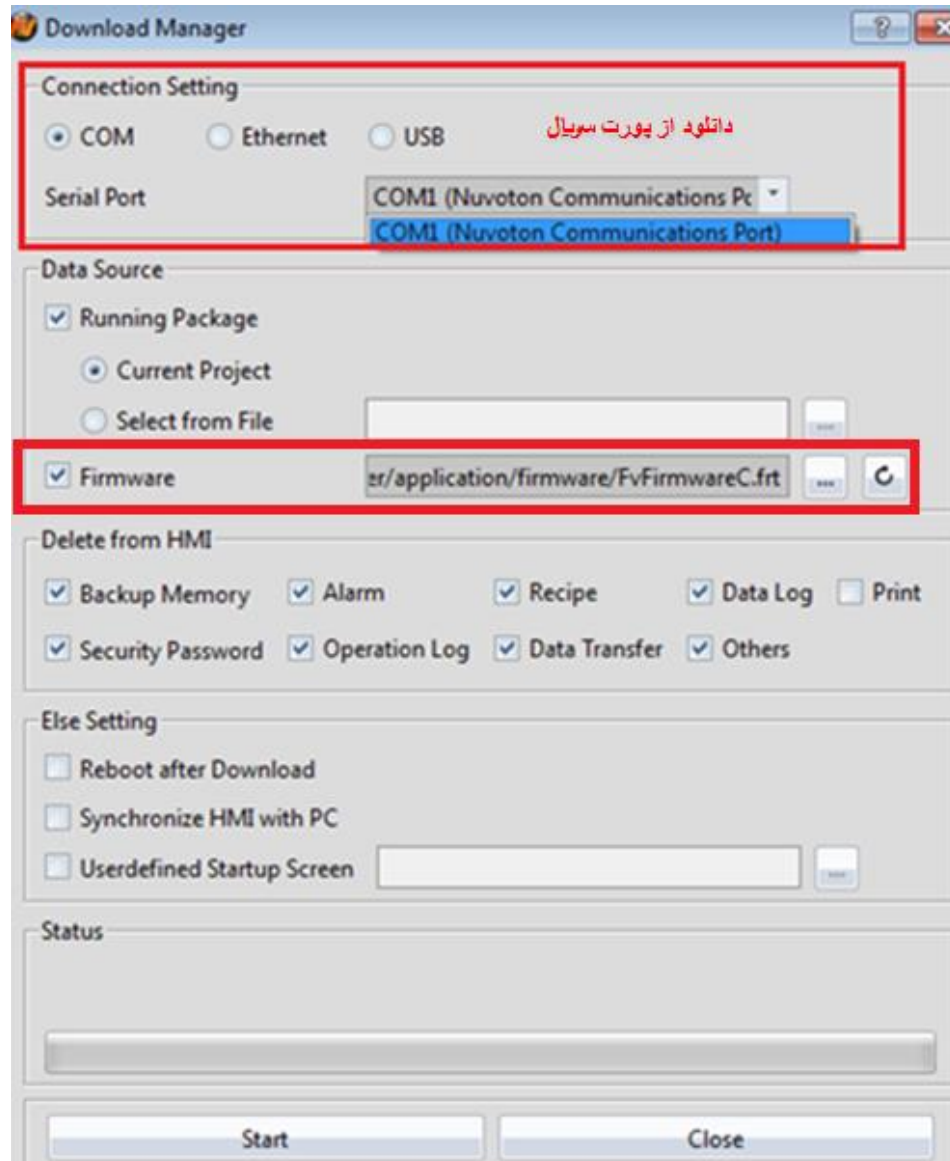 Download Manager
Connection Setting
COM Ethernet USB دانلود از پورت سریال
Serial Port COM1 (Nuvoton Communications Pc
COM1 (Nuvoton Communications Port)
Data Source
Running Package
Current Project
Select from File ...
Firmware er/application/firmware/FvFirmwareC.frt ...
Delete from HMI
Backup Memory Alarm Recipe Data Log Print
Security Password Operation Log Data Transfer Others
Else Setting
Reboot after Download
Synchronize HMI with PC
Userdefined Startup Screen ...
Status
Start Close